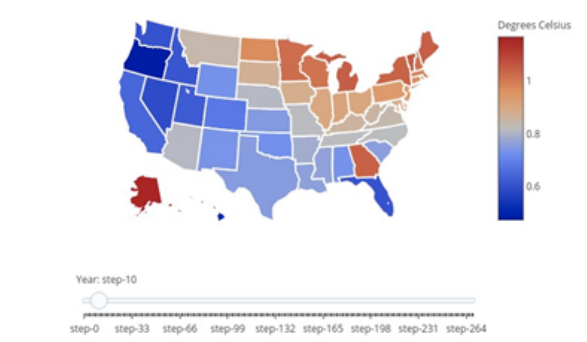 Degrees Celsius
1
0.8
0.6
Year: step-10
step-0 step-33 step-66 step-99 step-132 step-165 step-198 step-231 step-264